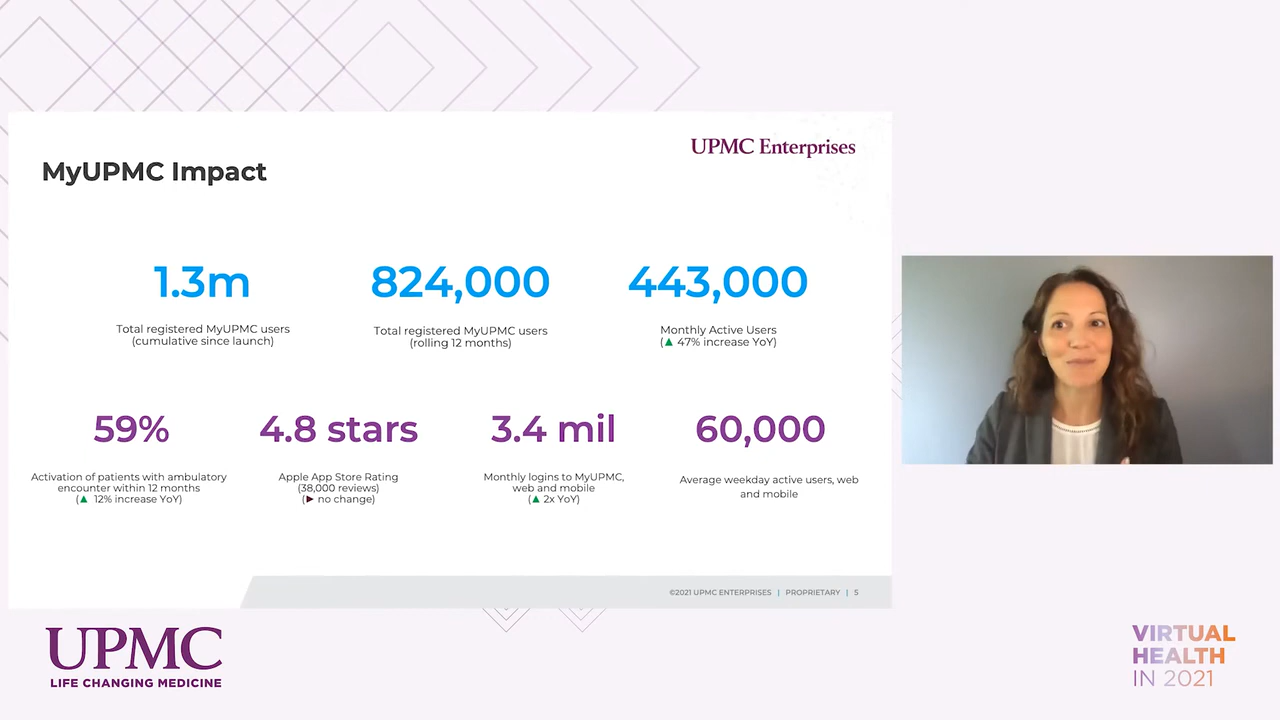 UPMC Enterprises
MyUPMC Impact
1.3m
Total registered MyUPMC users
(cumulative since launch)
824,000
Total registered MyUPMC users
(rolling 12 months)
443,000
Monthly Active Users
(▲ 47% increase YoY)
59%
Activation of patients with ambulatory
encounter within 12 months
(▲ 12% increase YoY)
4.8 stars
Apple App Store Rating
(38,000 reviews)
(▶ no change)
3.4 mil
Monthly logins to MyUPMC,
web and mobile
(▲ 2x YoY)
60,000
Average weekday active users, web
and mobile
©2021 UPMC ENTERPRISES | PROPRIETARY | 5
UPMC
LIFE CHANGING MEDICINE
VIRTUAL
HEALTH
IN 2021